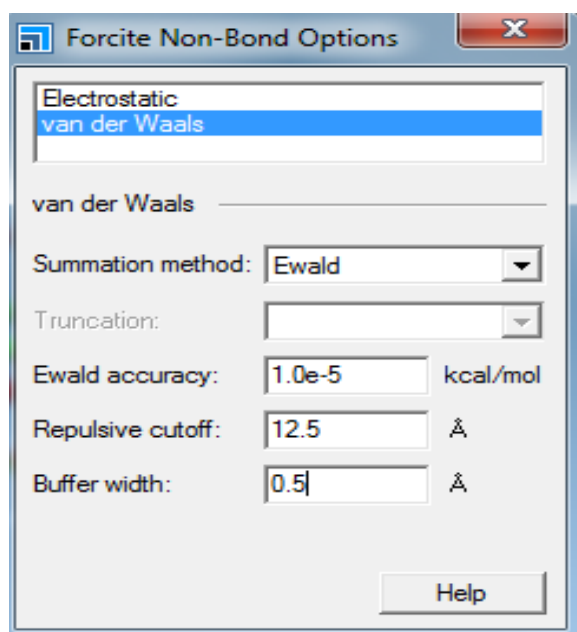 Forcite Non-Bond Options
Electrostatic
van der Waals
van der Waals
Summation method: Ewald
Truncation:
Ewald accuracy: 1.0e-5 kcal/mol
Repulsive cutoff: 12.5 Å
Buffer width: 0.5 Å
Help